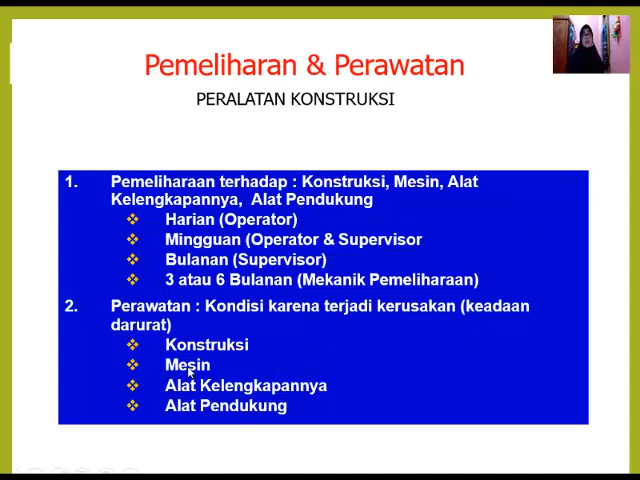 Pemeliharan & Perawatan
PERALATAN KONSTRUKSI
1. Pemeliharaan terhadap : Konstruksi, Mesin, Alat
Kelengkapannya, Alat Pendukung
❖ Harian (Operator)
❖ Mingguan (Operator & Supervisor
❖ Bulanan (Supervisor)
❖ 3 atau 6 Bulanan (Mekanik Pemeliharaan)
2. Perawatan : Kondisi karena terjadi kerusakan (keadaan
darurat)
❖ Konstruksi
❖ Mesin
❖ Alat Kelengkapannya
❖ Alat Pendukung